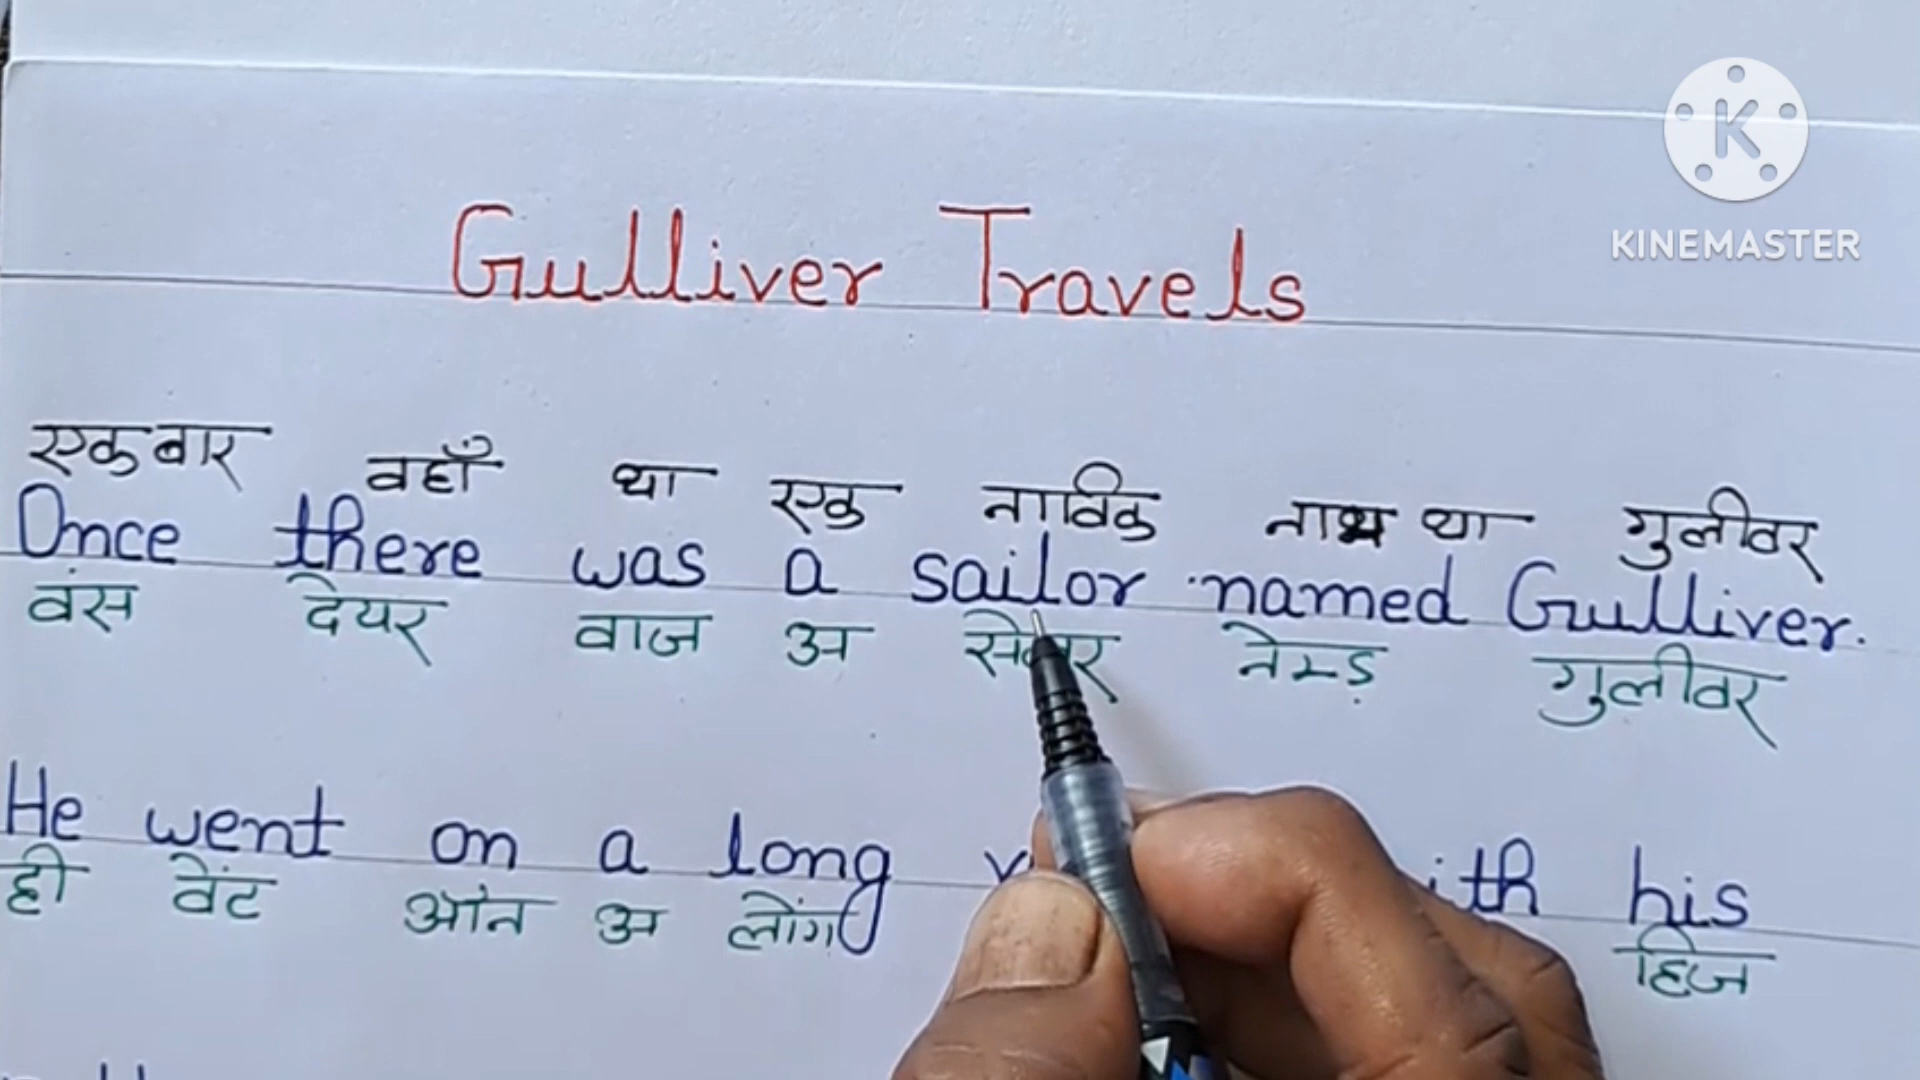 KINEMASTER
Gulliver Travels
एक बार वहाँ था एक नाविक नाम था गुलीवर
Once there was a sailor named Gulliver.
वंस देयर वाज अ नेम्ड गुलीवर
He went on a long his
ही वेंट ऑन अ लोंग हिज